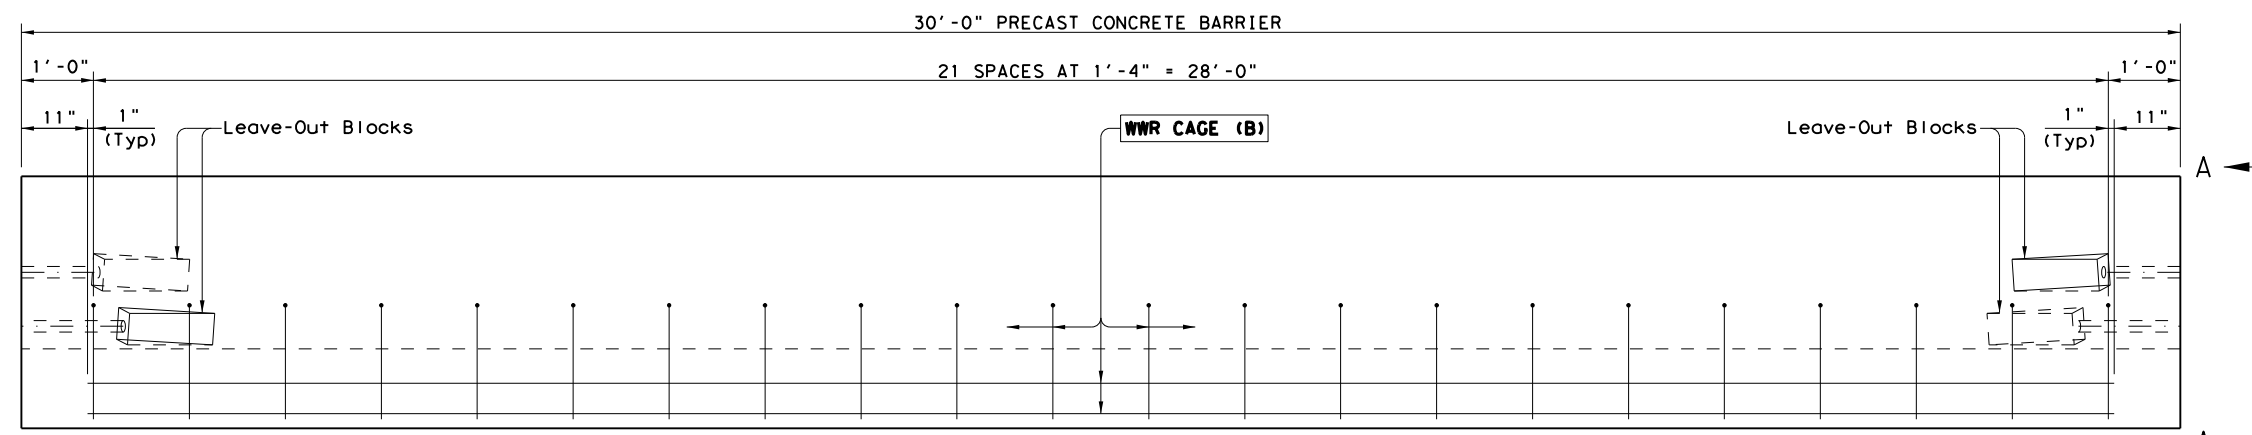 30'-0" PRECAST CONCRETE BARRIER
1'-0"
21 SPACES AT 1'-4" = 28'-0"
1'-0"
11"
1"
(Typ)
Leave-Out Blocks
WWR CAGE (B)
Leave-Out Blocks
1"
(Typ)
11"
A